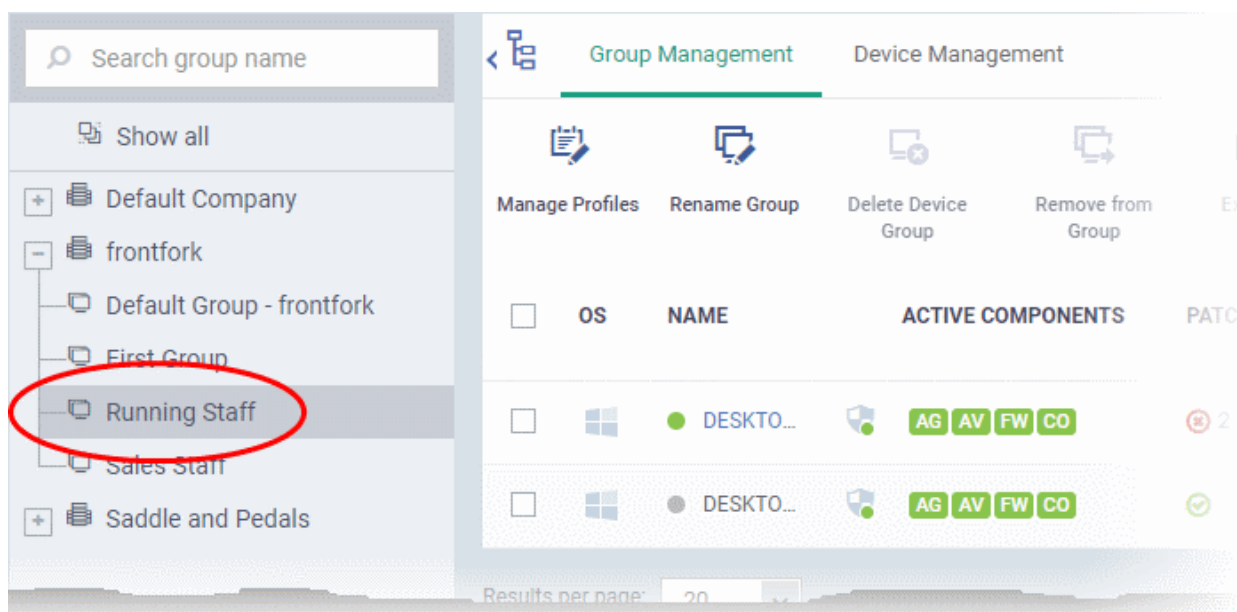 Search group name
Show all
Default Company
frontfork
Default Group - frontfork
First Group
Running Staff
Sales Staff
Saddle and Pedals
Group Management Device Management
Manage Profiles Rename Group Delete Device Group Remove from Group
OS NAME ACTIVE COMPONENTS PATC
DESKTO... AG AV FW CO 2
DESKTO... AG AV FW CO
Results per page: 20